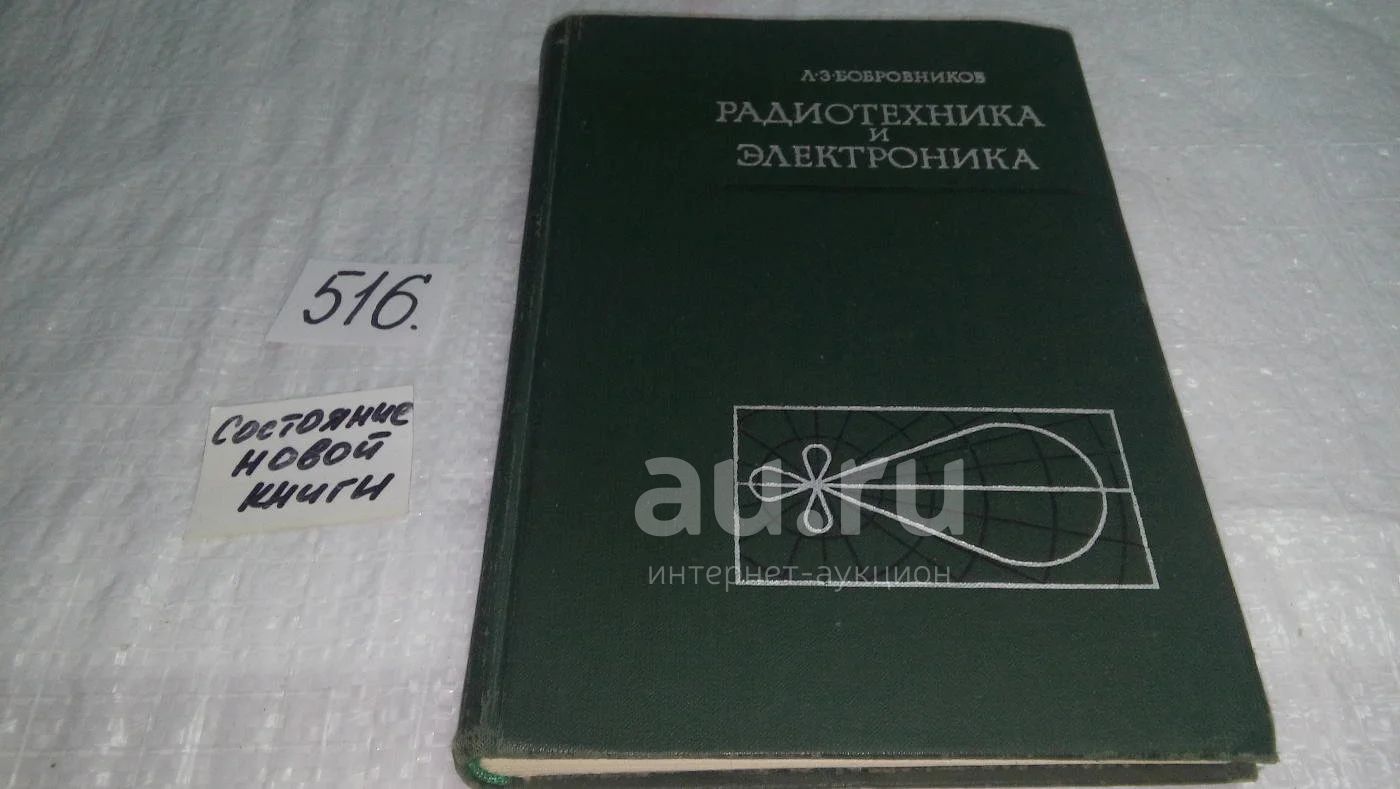 Л·З·БОБРОВНИКОВ
РАДИОТЕХНИКА
И
ЭЛЕКТРОНИКА
516.
Состояние
новой
книги
au.ru
интернет-аукцион